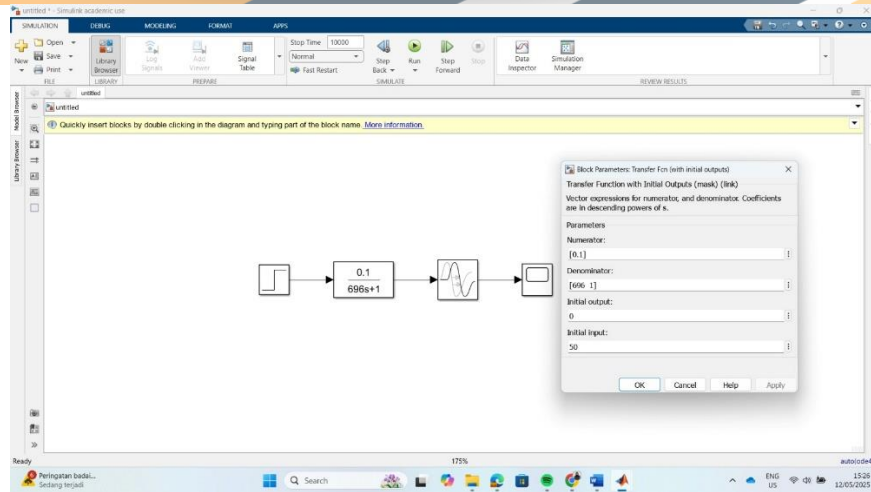 untitled * - Simulink academic use
SIMULATION DEBUG MODELING FORMAT APPS
New
Open
Save
Print
FILE
Library Browser
LIBRARY
Log Signals
Add Viewer
Signal Table
PREPARE
Stop Time 10000
Normal
Fast Restart
Step Back
Run
Step Forward
Stop
SIMULATE
Data Inspector
Simulation Manager
REVIEW RESULTS
untitled
untitled
Model Browser
Library Browser
Quickly insert blocks by double clicking in the diagram and typing part of the block name. More information.
0.1
696s+1
Block Parameters: Transfer Fcn (with initial outputs)
Transfer Function with Initial Outputs (mask) (link)
Vector expressions for numerator, and denominator. Coefficients
are in descending powers of s.
Parameters
Numerator:
[0.1]
Denominator:
[696 1]
Initial output:
0
Initial input:
50
OK Cancel Help Apply
Ready 175% auto(ode4
Peringatan badai...
Sedang terjadi
Search
ENG
US
15:26
12/05/2025